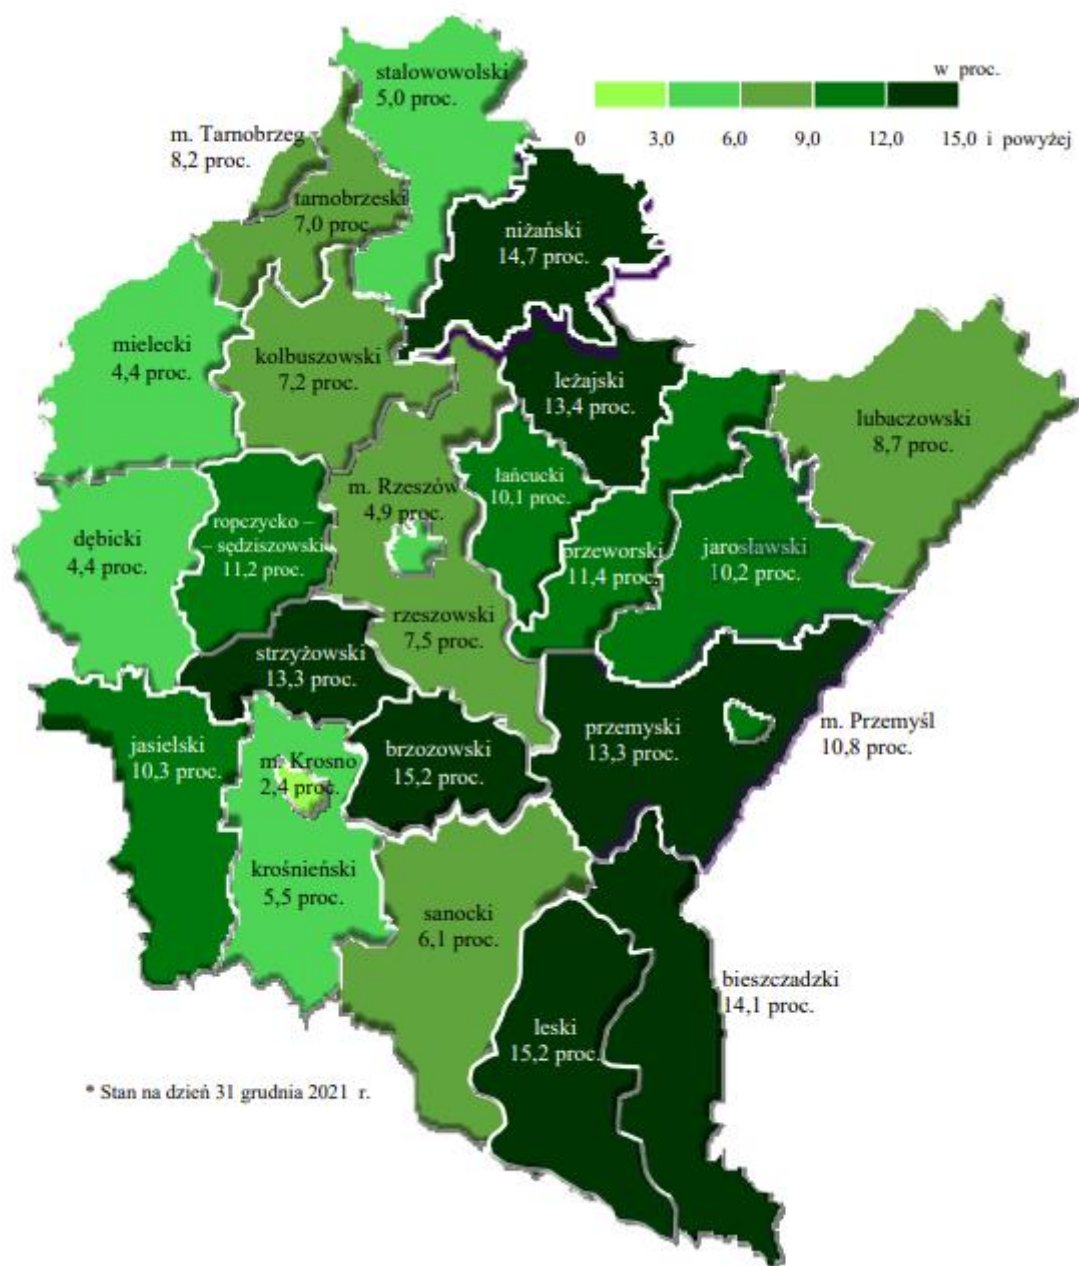 stalowowolski
5,0 proc.
w proc.
0 3,0 6,0 9,0 12,0 15,0 i powyżej
m. Tarnobrzeg
8,2 proc.
tarnobrzeski
7,0 proc.
niżański
14,7 proc.
mielecki
4,4 proc.
kolbuszowski
7,2 proc.
leżajski
13,4 proc.
lubaczowski
8,7 proc.
dębicki
4,4 proc.
ropczycko –
– sędziszowski
11,2 proc.
m. Rzeszów
4,9 proc.
łańcucki
10,1 proc.
przeworski
11,4 proc.
jarosławski
10,2 proc.
rzeszowski
7,5 proc.
strzyżowski
13,3 proc.
jasielski
10,3 proc.
m. Krosno
2,4 proc.
brzozowski
15,2 proc.
przemyski
13,3 proc.
m. Przemyśl
10,8 proc.
krośnieński
5,5 proc.
sanocki
6,1 proc.
bieszczadzki
14,1 proc.
leski
15,2 proc.
* Stan na dzień 31 grudnia 2021 r.